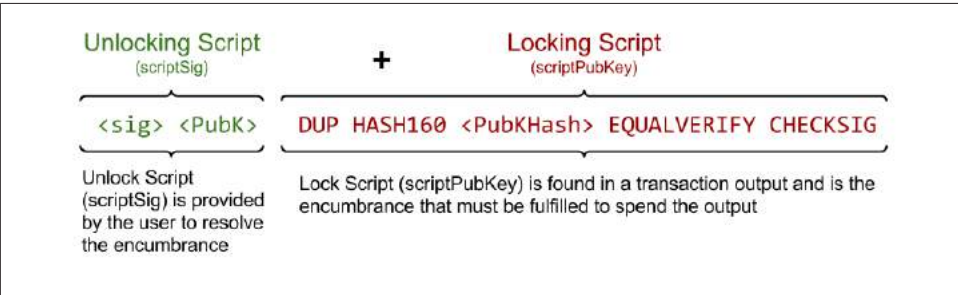 Unlocking Script + Locking Script
(scriptSig) (scriptPubKey)
<sig> <PubK> DUP HASH160 <PubKHash> EQUALVERIFY CHECKSIG
Unlock Script
(scriptSig) is provided
by the user to resolve
the encumbrance
Lock Script (scriptPubKey) is found in a transaction output and is the
encumbrance that must be fulfilled to spend the output